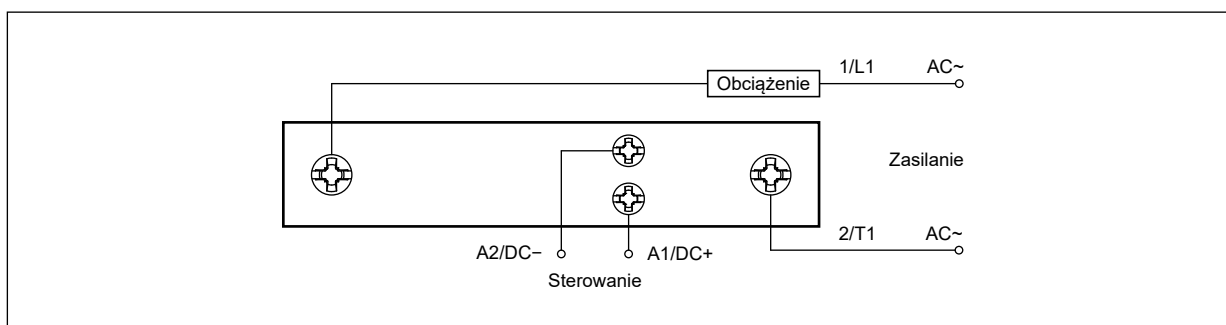 1/L1 AC~
Obciążenie
Zasilanie
2/T1 AC~
A2/DC− A1/DC+
Sterowanie